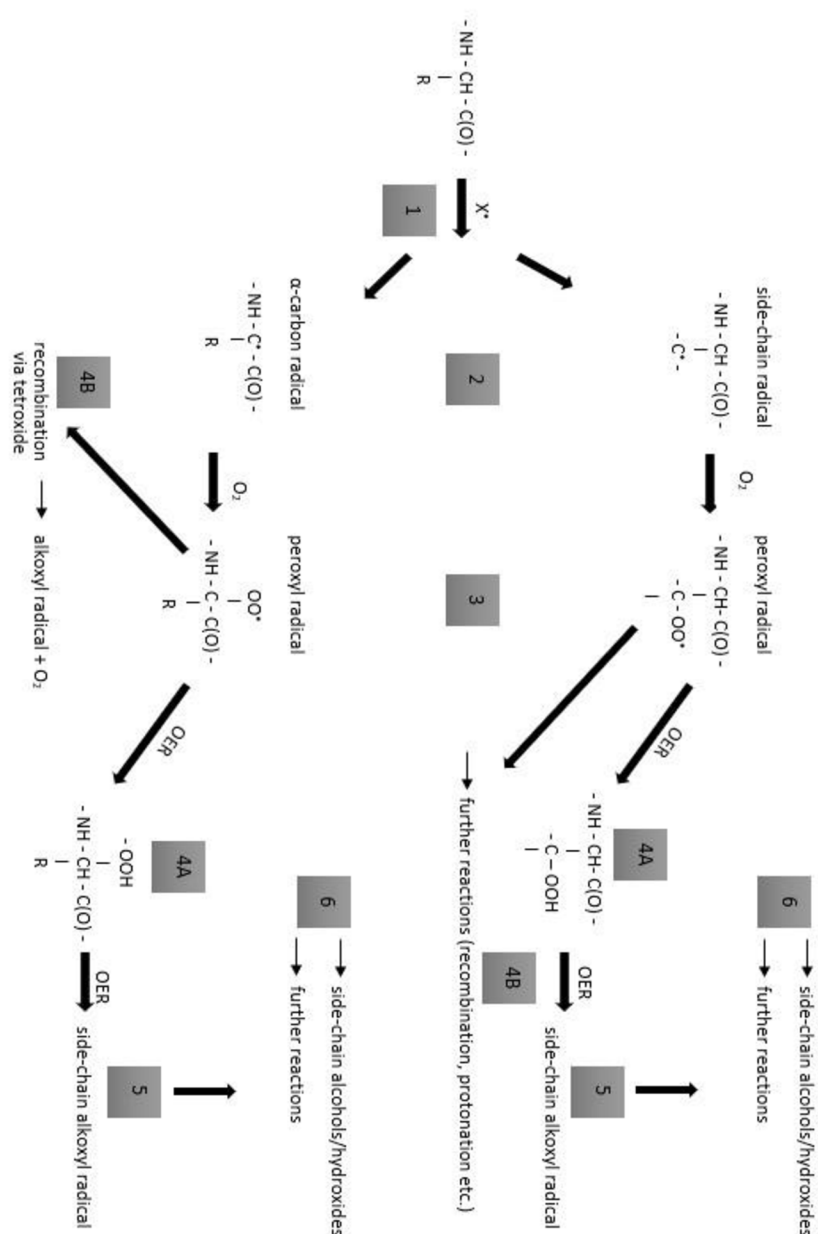 - NH - CH - C(O) -
R
X•
1
side-chain radical
- NH - CH - C(O) -
- C• -
2
O₂
peroxyl radical
- NH - CH- C(O) -
- C - OO•
3
OER
4A
- NH - CH- C(O) -
- C – OOH
OER
4B
side-chain alkoxyl radical
5
6
side-chain alcohols/hydroxides
further reactions
further reactions (recombination, protonation etc.)
α-carbon radical
- NH - C• - C(O) -
R
O₂
peroxyl radical
OO•
- NH - C - C(O) -
R
4B
recombination
via tetroxide
alkoxyl radical + O₂
OER
4A
- OOH
- NH - CH - C(O) -
R
OER
side-chain alkoxyl radical
5
6
side-chain alcohols/hydroxides
further reactions